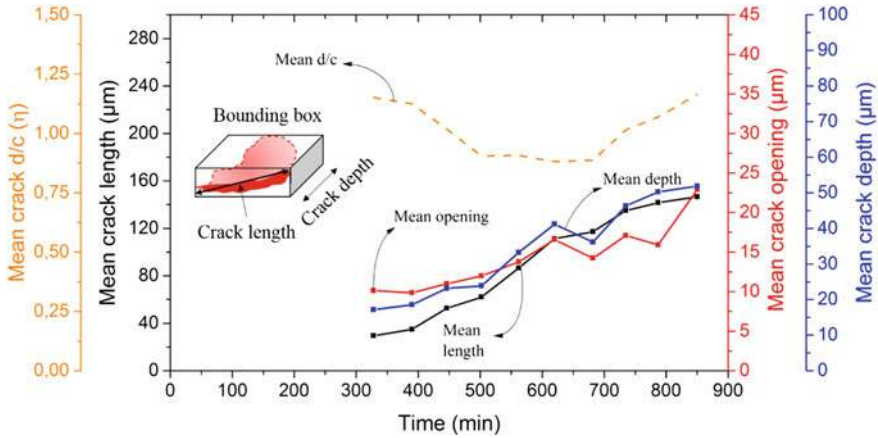 Mean crack d/c (η)
1,50
1,25
1,00
0,75
0,50
0,25
0,00
Mean crack length (µm)
280
240
200
160
120
80
40
0
Mean d/c
Bounding box
Crack depth
Crack length
Mean opening
Mean depth
Mean
length
0 100 200 300 400 500 600 700 800 900
Time (min)
45
40
35
30
25
20
15
10
5
0
Mean crack opening (µm)
100
90
80
70
60
50
40
30
20
10
0
Mean crack depth (µm)